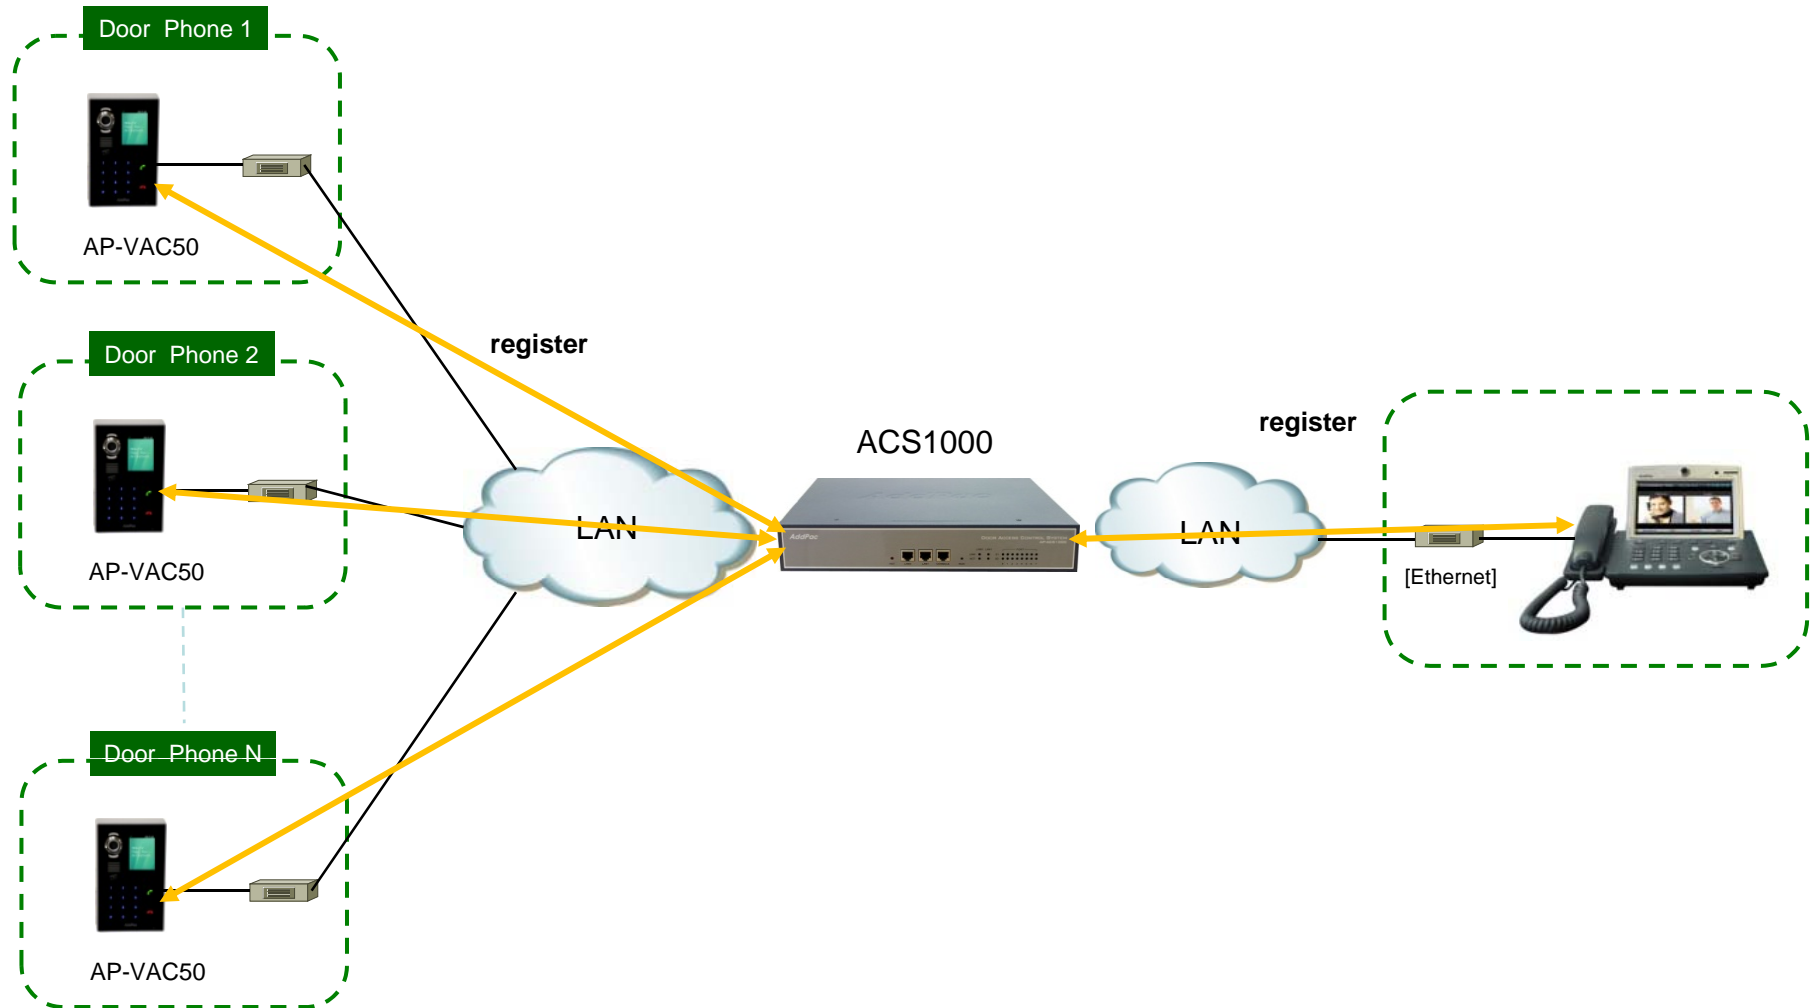 Door Phone 1
AP-VAC50
register
Door Phone 2
AP-VAC50
LAN
ACS1000
AddPac
LAN
register
[Ethernet]
Door Phone N
AP-VAC50